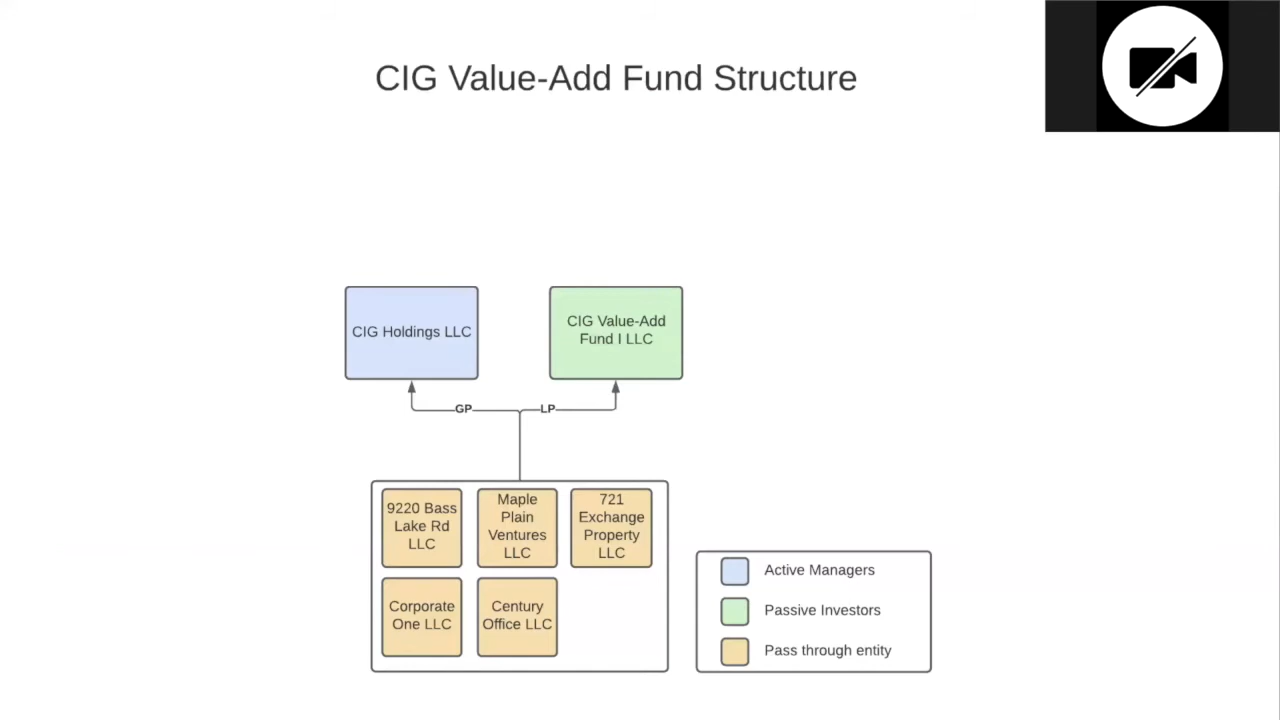 CIG Value-Add Fund Structure
CIG Holdings LLC
CIG Value-Add
Fund I LLC
GP
LP
9220 Bass
Lake Rd
LLC
Maple
Plain
Ventures
LLC
721
Exchange
Property
LLC
Corporate
One LLC
Century
Office LLC
Active Managers
Passive Investors
Pass through entity